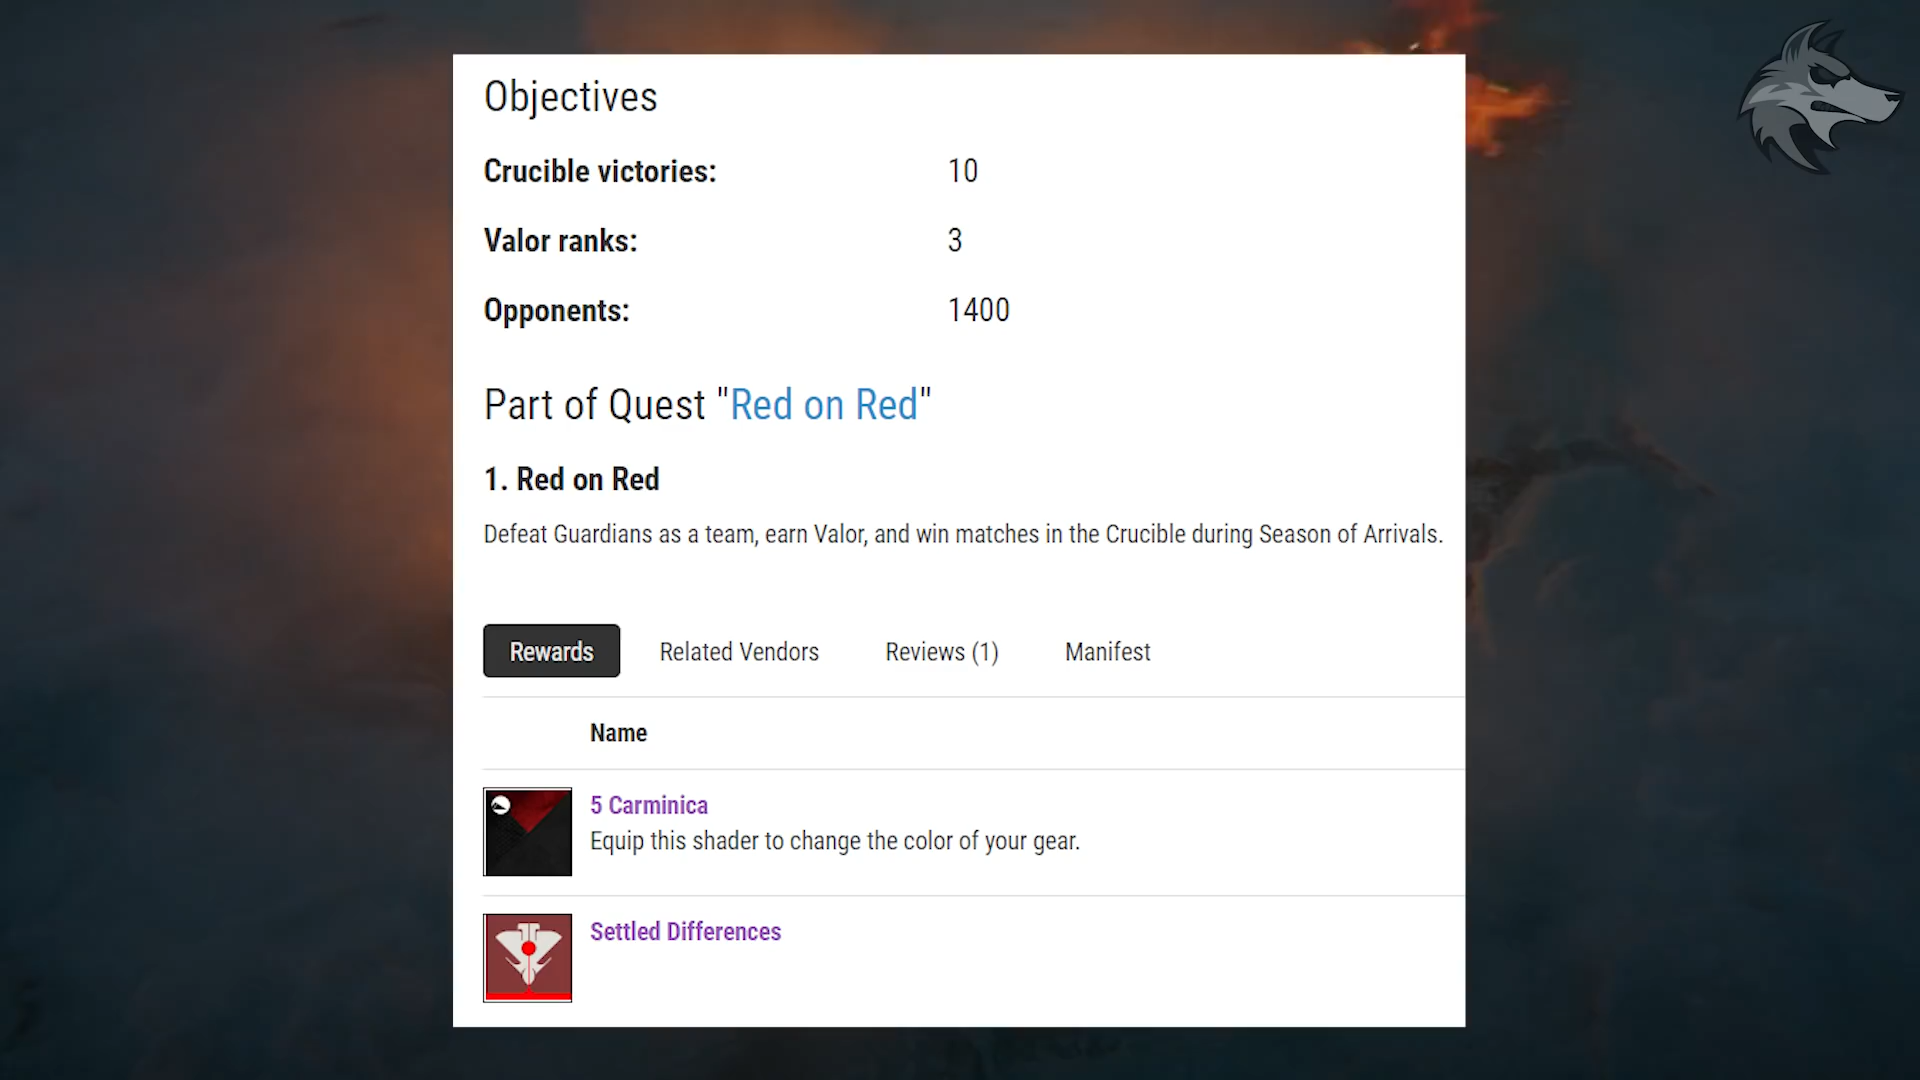 Objectives
Crucible victories: 10
Valor ranks: 3
Opponents: 1400
Part of Quest "Red on Red"
1. Red on Red
Defeat Guardians as a team, earn Valor, and win matches in the Crucible during Season of Arrivals.
Rewards Related Vendors Reviews (1) Manifest
Name
5 Carminica
Equip this shader to change the color of your gear.
Settled Differences